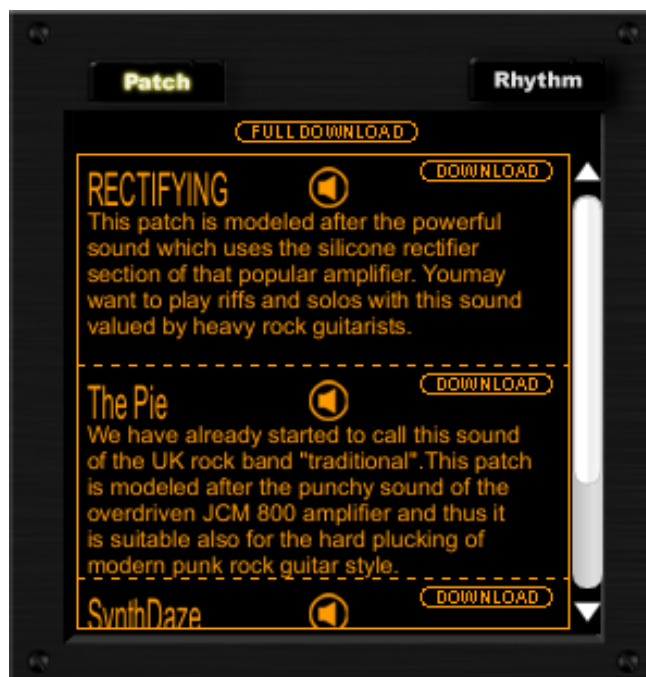 Patch
Rhythm
FULL DOWNLOAD
RECTIFYING
DOWNLOAD
This patch is modeled after the powerful
sound which uses the silicone rectifier
section of that popular amplifier. Youmay
want to play riffs and solos with this sound
valued by heavy rock guitarists.
The Pie
DOWNLOAD
We have already started to call this sound
of the UK rock band "traditional".This patch
is modeled after the punchy sound of the
overdriven JCM 800 amplifier and thus it
is suitable also for the hard plucking of
modern punk rock guitar style.
SynthDaze
DOWNLOAD